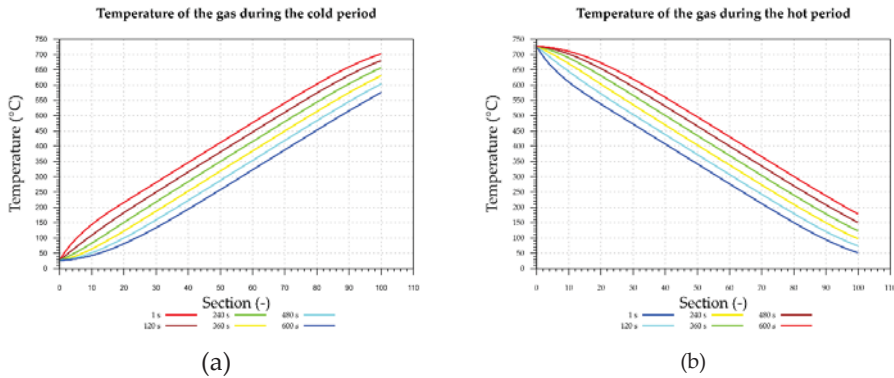 Temperature of the gas during the cold period
750
700
650
600
550
500
450
400
350
300
250
200
150
100
50
0
Temperature (°C)
0 10 20 30 40 50 60 70 80 90 100 110
Section (-)
1 s 240 s 480 s
120 s 360 s 600 s
(a)
Temperature of the gas during the hot period
750
700
650
600
550
500
450
400
350
300
250
200
150
100
50
0
Temperature (°C)
0 10 20 30 40 50 60 70 80 90 100 110
Section (-)
1 s 240 s 480 s
120 s 360 s 600 s
(b)